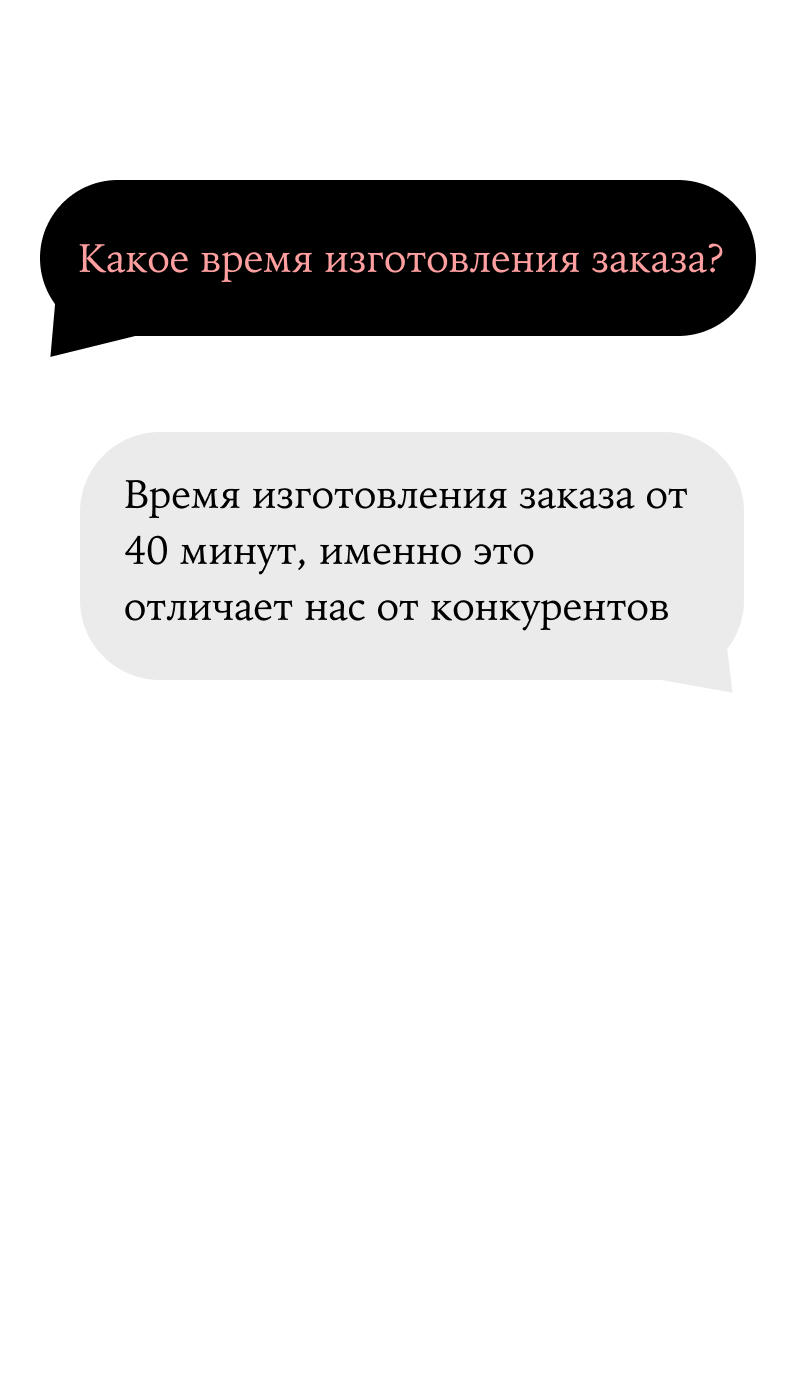 Какое время изготовления заказа?
Время изготовления заказа от
40 минут, именно это
отличает нас от конкурентов